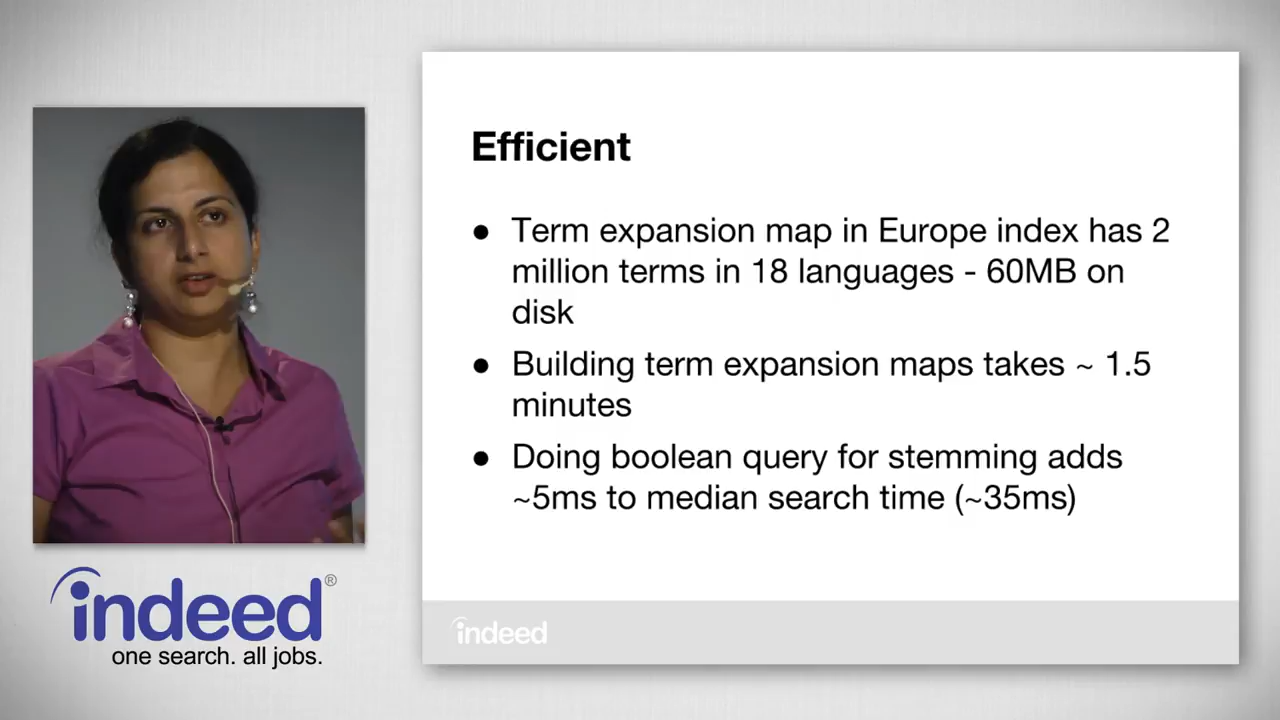 Efficient
● Term expansion map in Europe index has 2
million terms in 18 languages - 60MB on
disk
● Building term expansion maps takes ~ 1.5
minutes
● Doing boolean query for stemming adds
~5ms to median search time (~35ms)
indeed
indeed®
one search. all jobs.